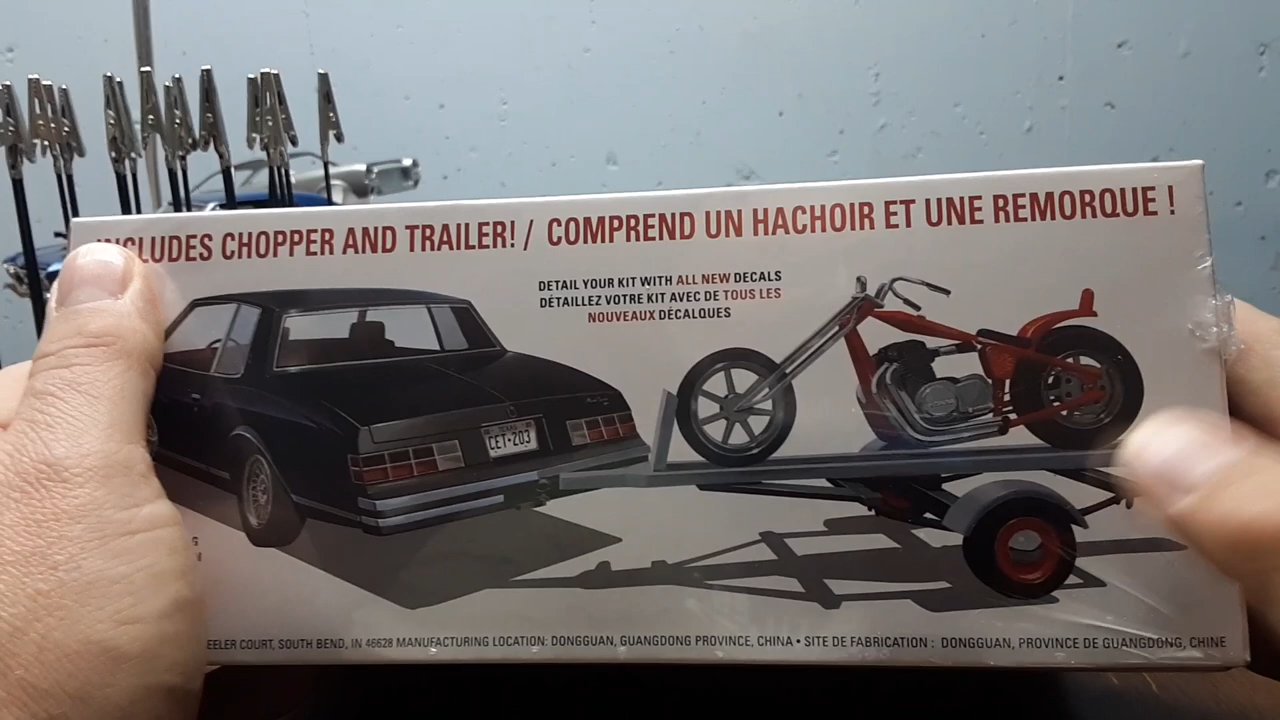 INCLUDES CHOPPER AND TRAILER! / COMPREND UN HACHOIR ET UNE REMORQUE !
DETAIL YOUR KIT WITH ALL NEW DECALS
DÉTAILLEZ VOTRE KIT AVEC DE TOUS LES
NOUVEAUX DÉCALQUES
TEXAS
CET•203
EELER COURT, SOUTH BEND, IN 46628 MANUFACTURING LOCATION: DONGGUAN, GUANGDONG PROVINCE, CHINA • SITE DE FABRICATION : DONGGUAN, PROVINCE DE GUANGDONG, CHINE